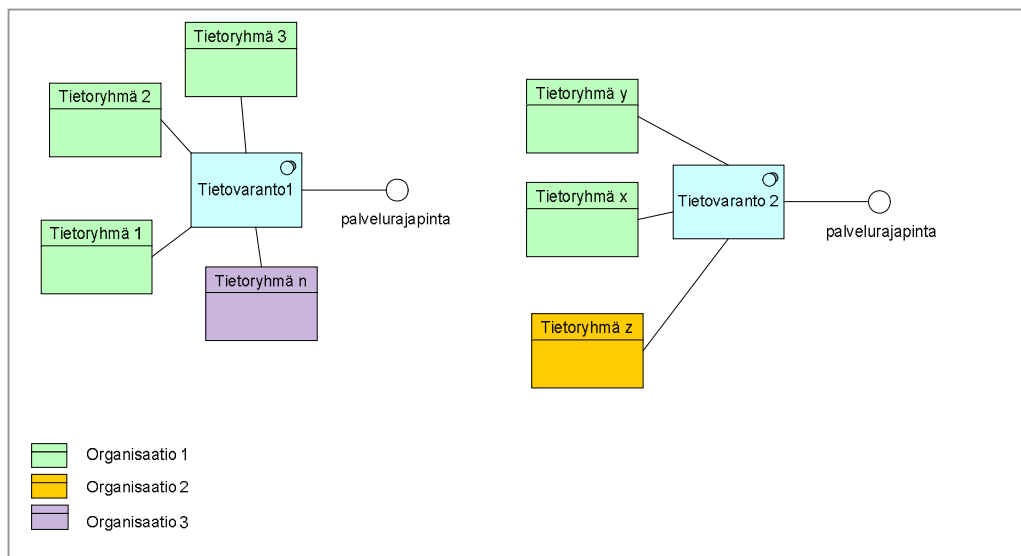 Tietoryhmä 3
Tietoryhmä 2
Tietovaranto1
palvelurajapinta
Tietoryhmä 1
Tietoryhmä n
Tietoryhmä y
Tietoryhmä x
Tietovaranto 2
palvelurajapinta
Tietoryhmä z
Organisaatio 1
Organisaatio 2
Organisaatio 3